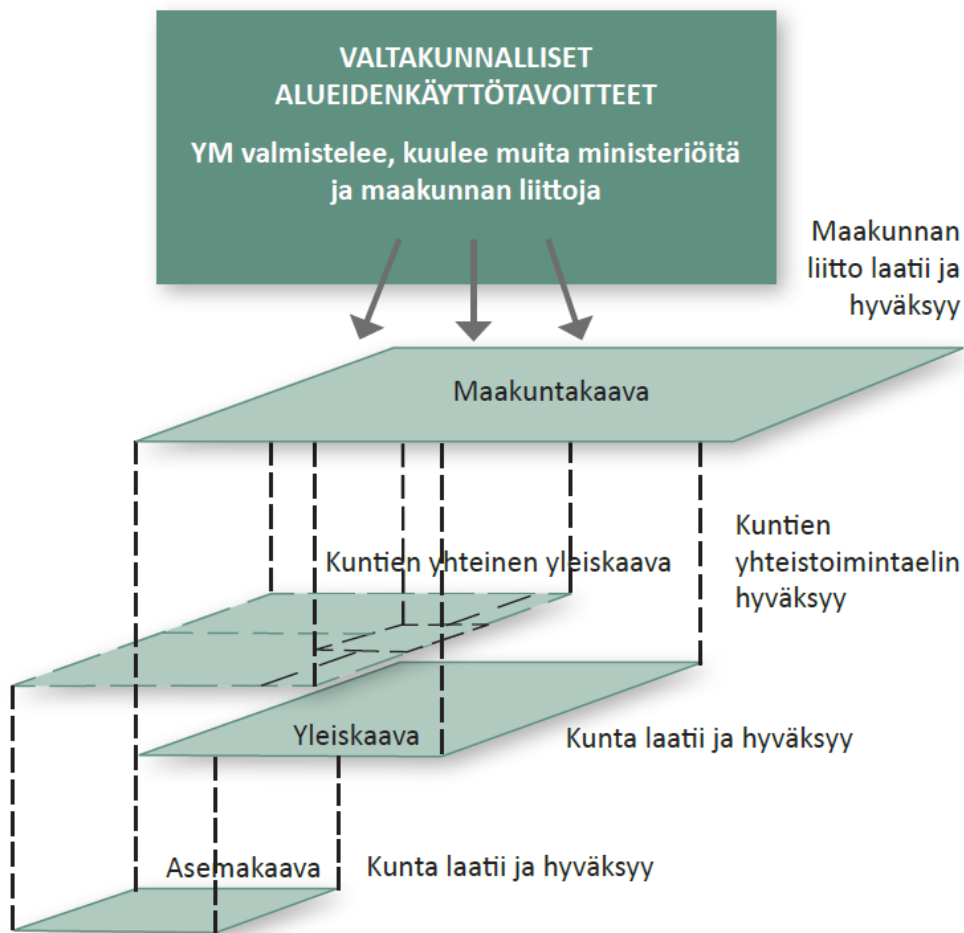 VALTAKUNNALLISET
ALUEIDENKÄYTTÖTAVOITTEET
YM valmistelee, kuulee muita ministeriöitä
ja maakunnan liittoja
Maakunnan
liitto laatii ja
hyväksyy
Maakuntakaava
Kuntien yhteinen yleiskaava
Kuntien
yhteistoimintaelin
hyväksyy
Yleiskaava
Kunta laatii ja hyväksyy
Asemakaava
Kunta laatii ja hyväksyy